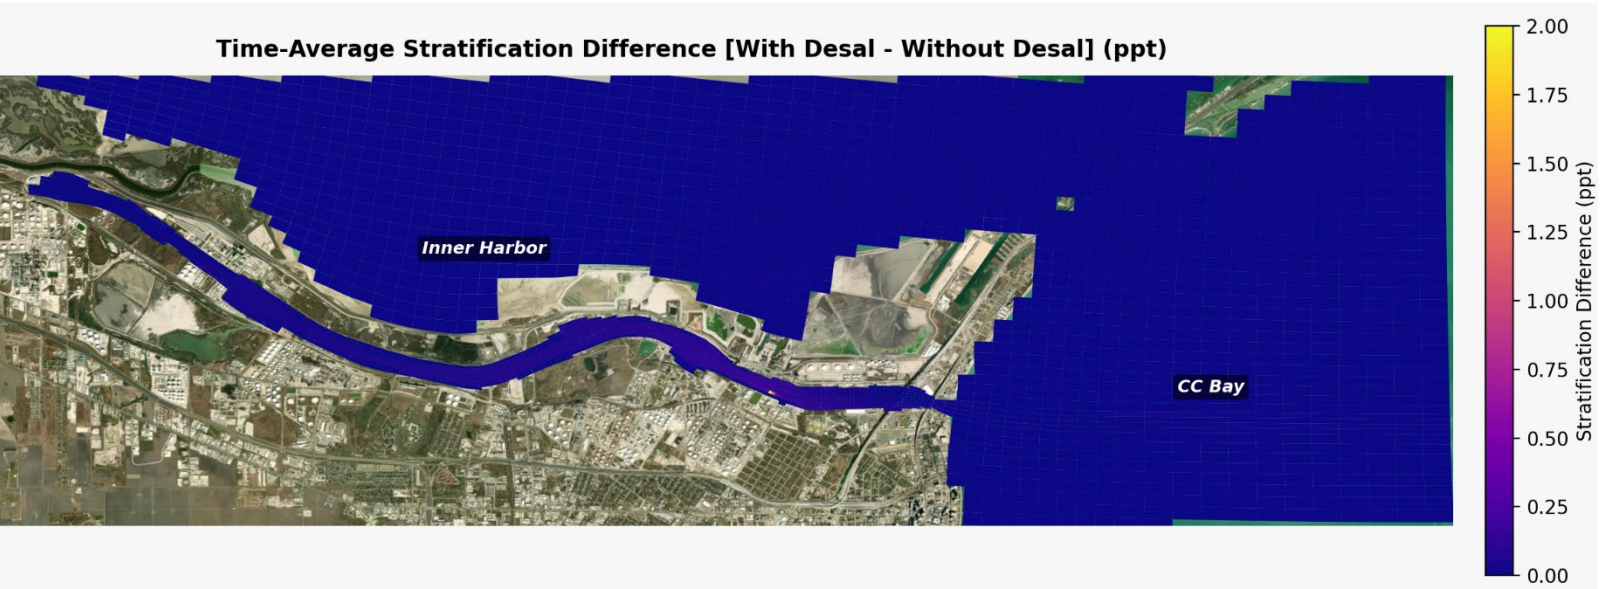 Time-Average Stratification Difference [With Desal - Without Desal] (ppt)
Inner Harbor
CC Bay
2.00
1.75
1.50
1.25
1.00
0.75
0.50
0.25
0.00
Stratification Difference (ppt)